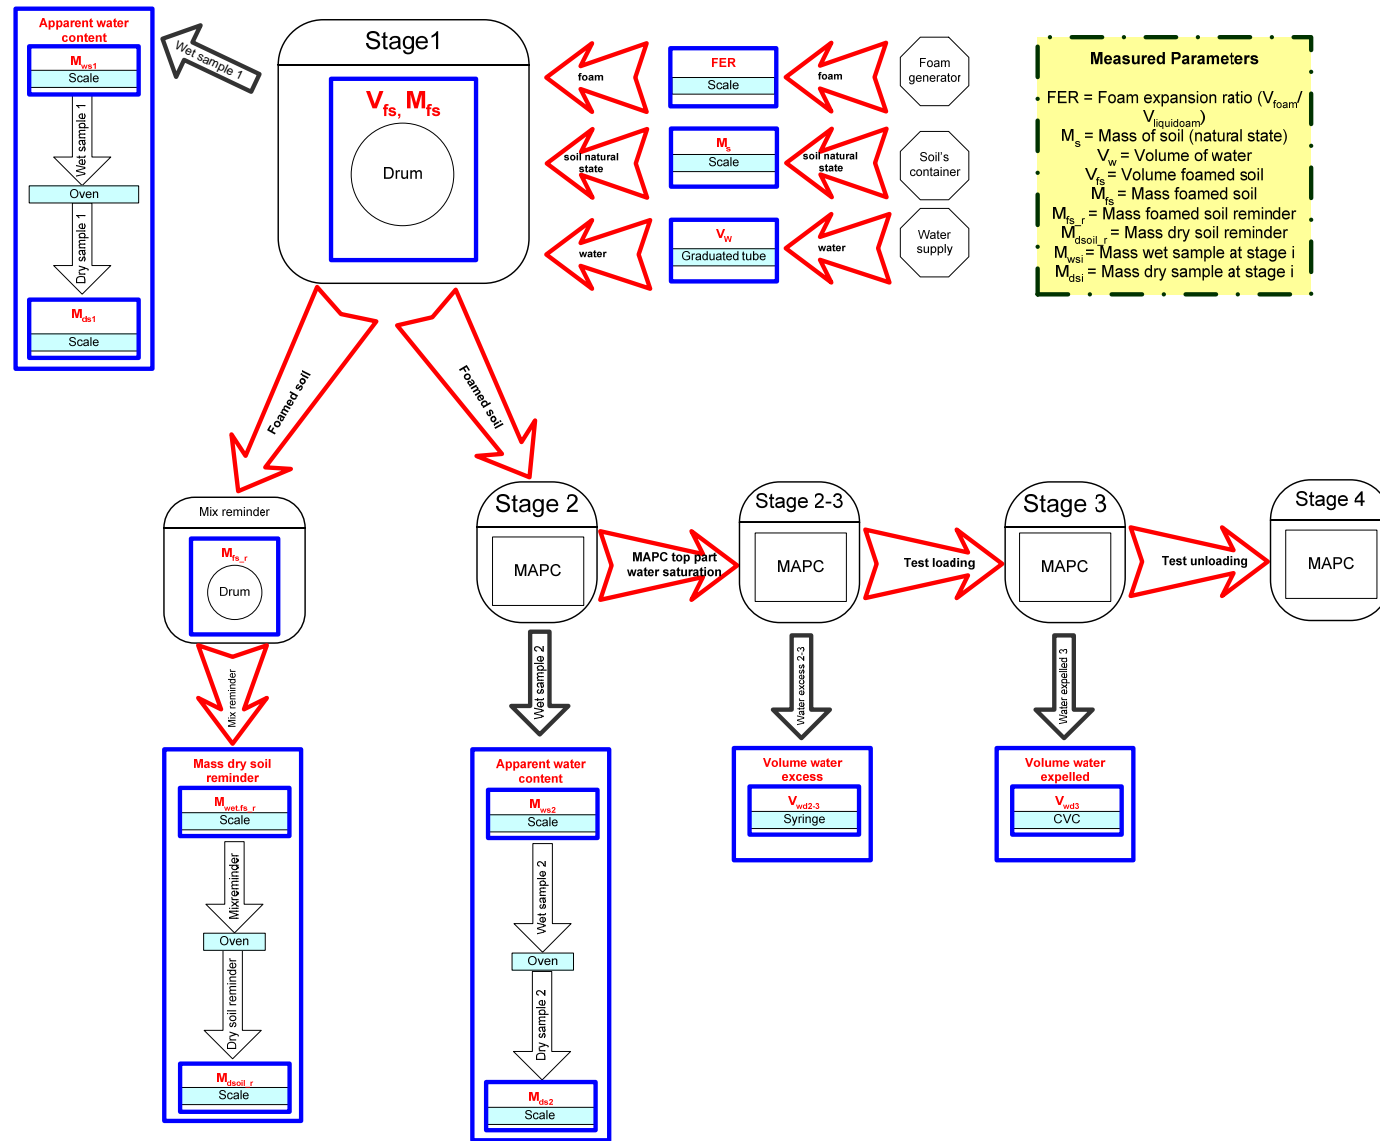 Apparent water
content
Mws1
Scale
Wet sample 1
Oven
Dry sample 1
Mds1
Scale
Wet sample 1
Stage1
Vfs, Mfs
Drum
foam
FER
Scale
foam
Foam
generator
soil natural
state
Ms
Scale
soil natural
state
Soil's
container
water
Vw
Graduated tube
water
Water
supply
Measured Parameters
FER = Foam expansion ratio (Vfoam/
Vliquidoam)
Ms = Mass of soil (natural state)
Vw = Volume of water
Vfs = Volume foamed soil
Mfs = Mass foamed soil
Mfs_r = Mass foamed soil reminder
Mdsoil_r = Mass dry soil reminder
Mwsi = Mass wet sample at stage i
Mdsi = Mass dry sample at stage i
Foamed soil
Foamed soil
Mix reminder
Mfs_r
Drum
Mix reminder
Mass dry soil
reminder
Mwet.fs_r
Scale
Mixreminder
Oven
Dry soil reminder
Mdsoil_r
Scale
Stage 2
MAPC
MAPC top part
water saturation
Stage 2-3
MAPC
Test loading
Stage 3
MAPC
Test unloading
Stage 4
MAPC
Wet sample 2
Apparent water
content
Mws2
Scale
Wet sample 2
Oven
Dry sample 2
Mds2
Scale
Water excess 2-3
Volume water
excess
Vwd2-3
Syringe
Water expelled 3
Volume water
expelled
Vwd3
CVC